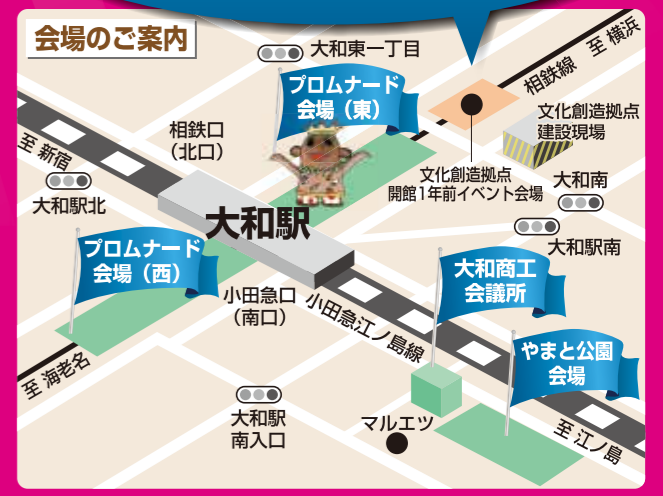 会場のご案内
大和東一丁目
至 横浜
相鉄線
プロムナード
会場（東）
文化創造拠点
建設現場
相鉄口
（北口）
至 新宿
文化創造拠点
開館1年前イベント会場
大和南
大和駅北
大和駅
大和駅南
プロムナード
会場（西）
大和商工
会議所
小田急口
（南口）
小田急江ノ島線
やまと公園
会場
至 海老名
大和駅
南入口
マルエツ
至 江ノ島